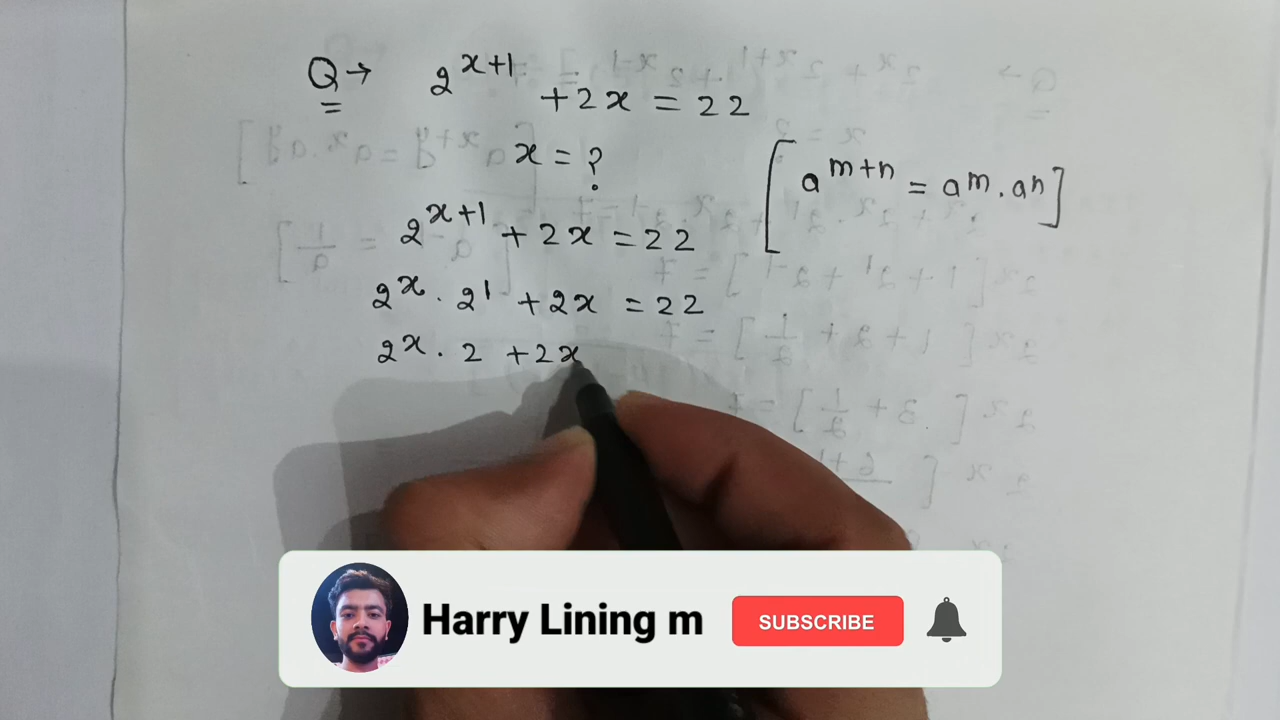 Q→ 2^{x+1} + 2x = 22
x = ?
[a^{m+n} = a^m . a^n]
2^{x+1} + 2x = 22
2^x . 2^1 + 2x = 22
2^x . 2 + 2x
Harry Lining m
SUBSCRIBE